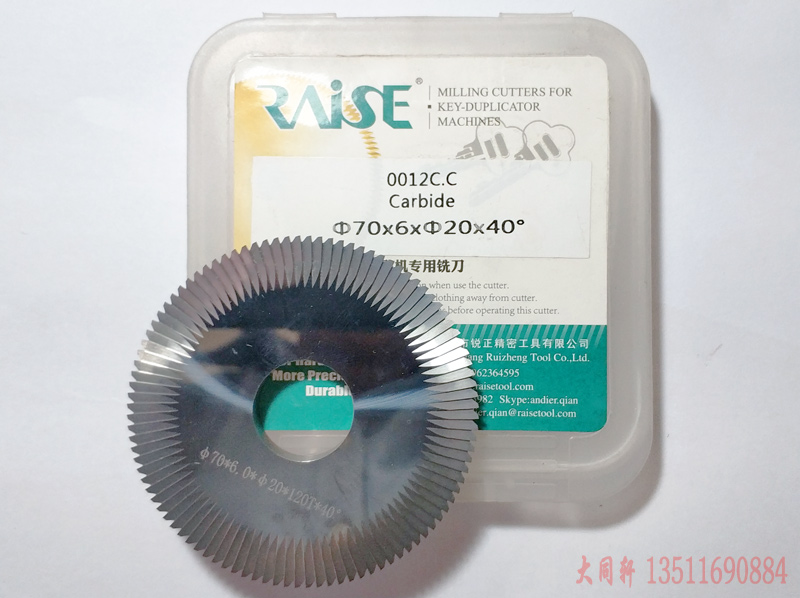 RAISE®
MILLING CUTTERS FOR
KEY-DUPLICATOR
MACHINES
0012C.C
Carbide
Φ70x6xΦ20x40°
机专用铣刀
when use the cutter.
clothing away from cutter.
before operating this cutter.
锐正精密工具有限公司
Ruizheng Tool Co.,Ltd.
62364595
raisetool.com
982 Skype:andier.qian
er.qian@raisetool.com
More Preci
Durabl
φ70*6.0*φ20*120T*40°
大同轩 13511690884